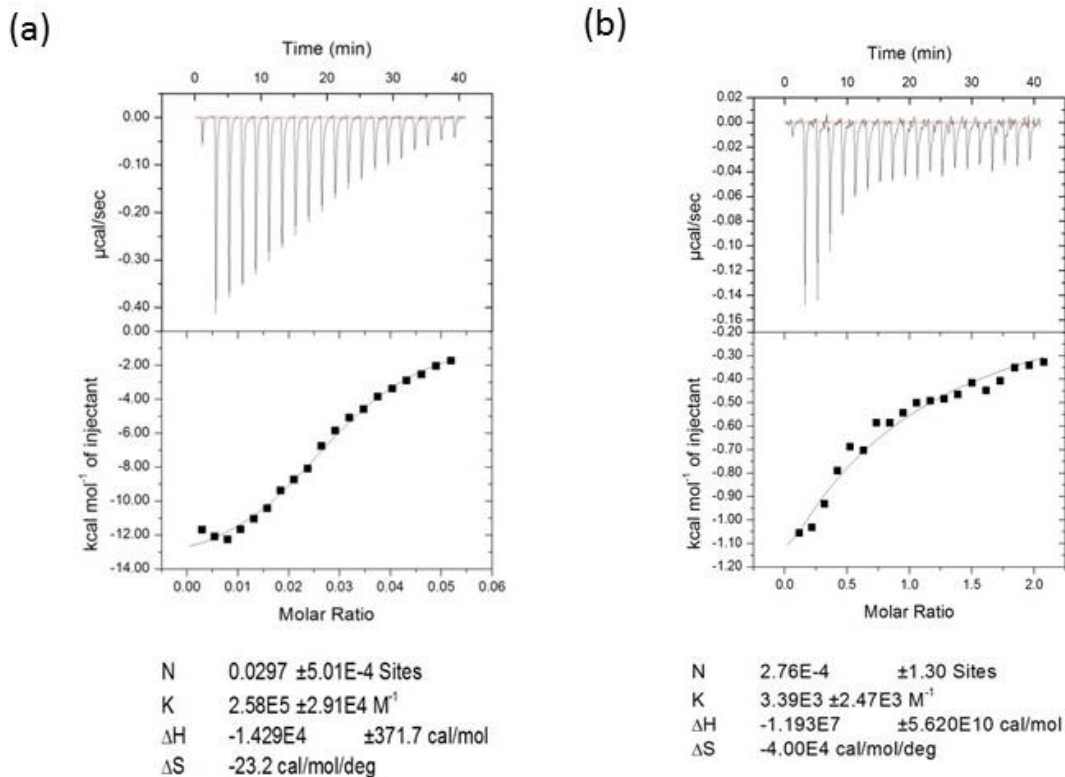 (a)
Time (min)
0 10 20 30 40
0.00
-0.10
-0.20
-0.30
-0.40
µcal/sec
0.00
-2.00
-4.00
-6.00
-8.00
-10.00
-12.00
-14.00
kcal mol⁻¹ of injectant
0.00 0.01 0.02 0.03 0.04 0.05 0.06
Molar Ratio
N 0.0297 ±5.01E-4 Sites
K 2.58E5 ±2.91E4 M⁻¹
ΔH -1.429E4 ±371.7 cal/mol
ΔS -23.2 cal/mol/deg
(b)
Time (min)
0 10 20 30 40
0.02
0.00
-0.02
-0.04
-0.06
-0.08
-0.10
-0.12
-0.14
-0.16
µcal/sec
-0.20
-0.30
-0.40
-0.50
-0.60
-0.70
-0.80
-0.90
-1.00
-1.10
-1.20
kcal mol⁻¹ of injectant
0.0 0.5 1.0 1.5 2.0
Molar Ratio
N 2.76E-4 ±1.30 Sites
K 3.39E3 ±2.47E3 M⁻¹
ΔH -1.193E7 ±5.620E10 cal/mol
ΔS -4.00E4 cal/mol/deg